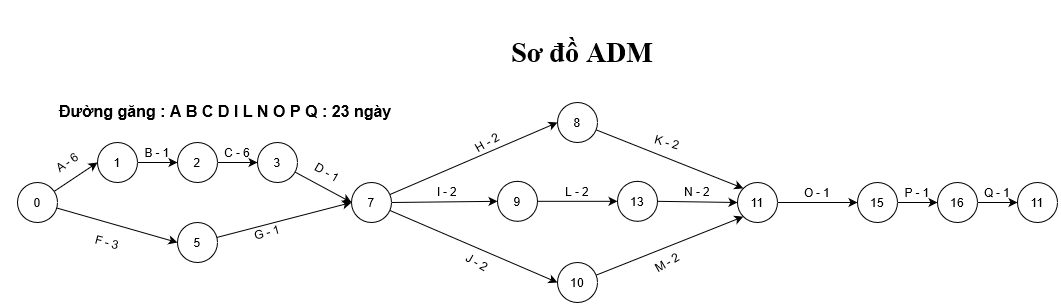 Sơ đồ ADM
Đường găng : A B C D I L N O P Q : 23 ngày
A - 6
B - 1
C - 6
D - 1
F - 3
G - 1
H - 2
I - 2
J - 2
K - 2
L - 2
N - 2
M - 2
O - 1
P - 1
Q - 1
0
1
2
3
5
7
8
9
13
10
11
15
16
11